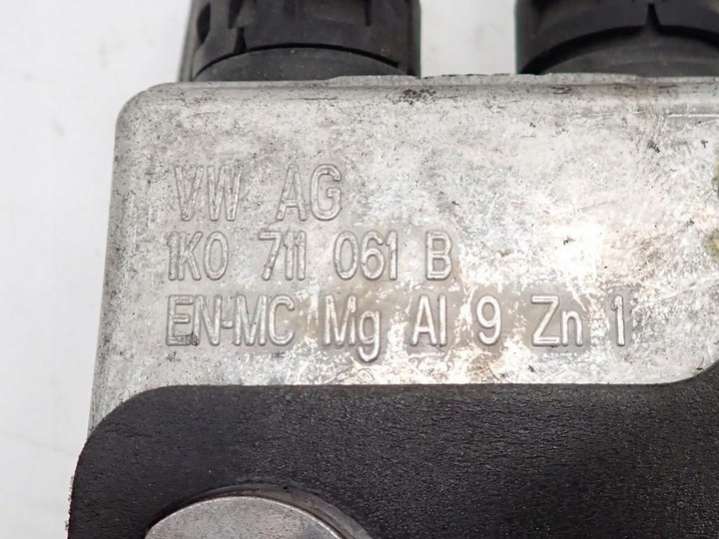 VW AG
1K0 711 061 B
EN-MC Mg Al 9 Zn 1